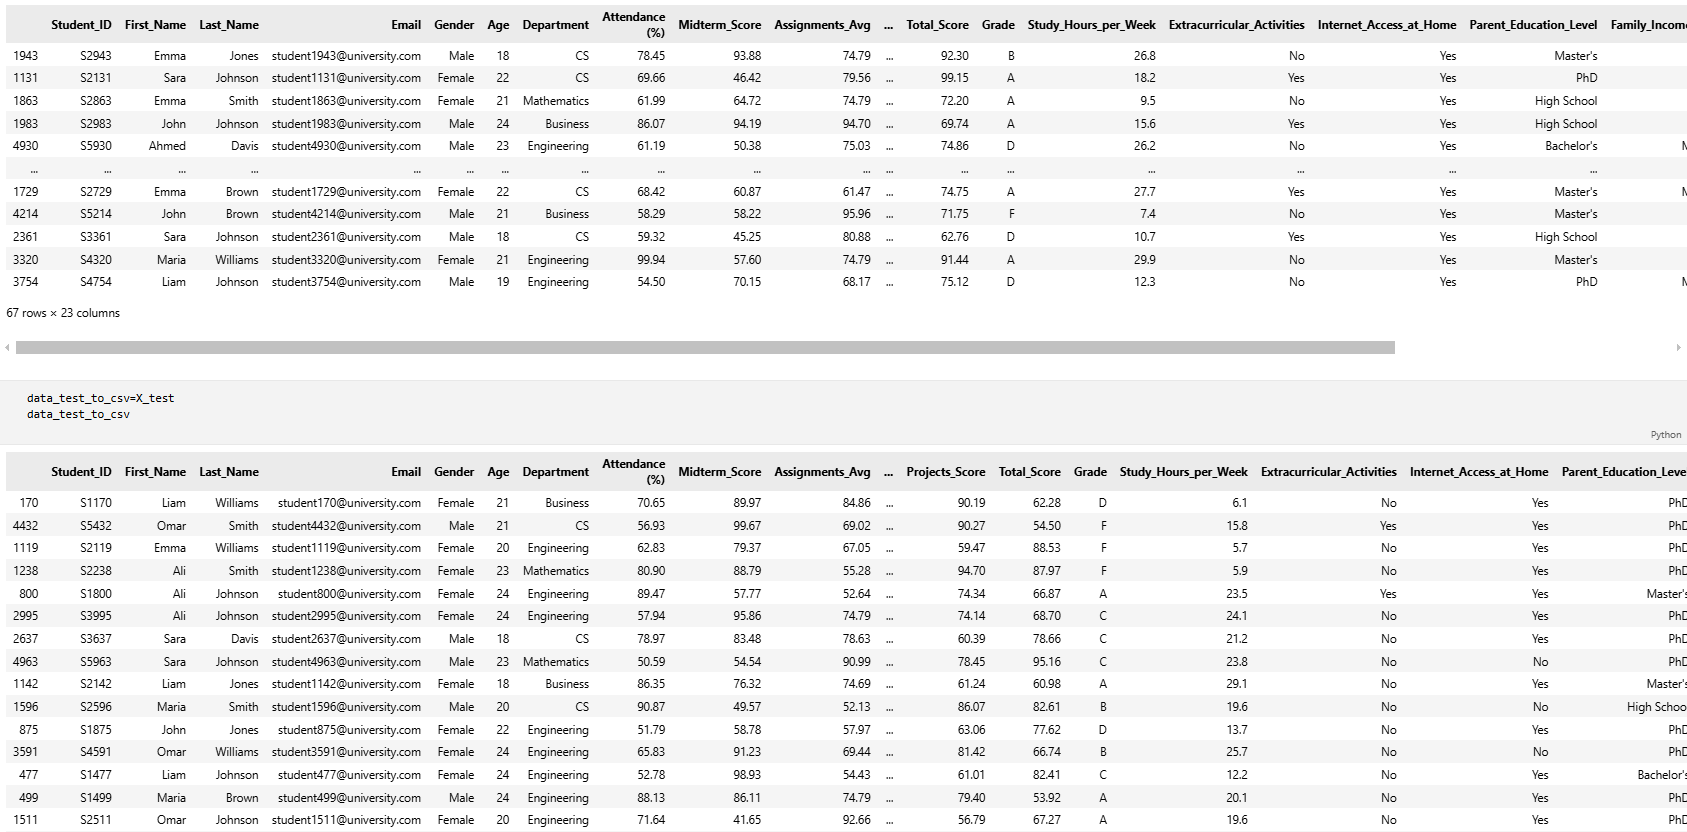 Student_ID First_Name Last_Name Email Gender Age Department Attendance (%) Midterm_Score Assignments_Avg ... Total_Score Grade Study_Hours_per_Week Extracurricular_Activities Internet_Access_at_Home Parent_Education_Level Family_Incom
1943 S2943 Emma Jones student1943@university.com Male 18 CS 78.45 93.88 74.79 ... 92.30 B 26.8 No Yes Master's
1131 S2131 Sara Johnson student1131@university.com Female 22 CS 69.66 46.42 79.56 ... 99.15 A 18.2 Yes Yes PhD
1863 S2863 Emma Smith student1863@university.com Female 21 Mathematics 61.99 64.72 74.79 ... 72.20 A 9.5 No Yes High School
1983 S2983 John Johnson student1983@university.com Male 24 Business 86.07 94.19 94.70 ... 69.74 A 15.6 Yes Yes High School
4930 S5930 Ahmed Davis student4930@university.com Male 23 Engineering 61.19 50.38 75.03 ... 74.86 D 26.2 No Yes Bachelor's
... ... ... ... ... ... ... ... ... ... ... ... ... ... ... ... ... ...
1729 S2729 Emma Brown student1729@university.com Female 22 CS 68.42 60.87 61.47 ... 74.75 A 27.7 Yes Yes Master's
4214 S5214 John Brown student4214@university.com Male 21 Business 58.29 58.22 95.96 ... 71.75 F 7.4 No Yes Master's
2361 S3361 Sara Johnson student2361@university.com Male 18 CS 59.32 45.25 80.88 ... 62.76 D 10.7 Yes Yes High School
3320 S4320 Maria Williams student3320@university.com Female 21 Engineering 99.94 57.60 74.79 ... 91.44 A 29.9 No Yes Master's
3754 S4754 Liam Johnson student3754@university.com Male 19 Engineering 54.50 70.15 68.17 ... 75.12 D 12.3 No Yes PhD
67 rows × 23 columns
data_test_to_csv=X_test
data_test_to_csv
Python
Student_ID First_Name Last_Name Email Gender Age Department Attendance (%) Midterm_Score Assignments_Avg ... Projects_Score Total_Score Grade Study_Hours_per_Week Extracurricular_Activities Internet_Access_at_Home Parent_Education_Leve
170 S1170 Liam Williams student170@university.com Female 21 Business 70.65 89.97 84.86 ... 90.19 62.28 D 6.1 No Yes PhD
4432 S5432 Omar Smith student4432@university.com Male 21 CS 56.93 99.67 69.02 ... 90.27 54.50 F 15.8 Yes Yes PhD
1119 S2119 Emma Williams student1119@university.com Female 20 Engineering 62.83 79.37 67.05 ... 59.47 88.53 F 5.7 No Yes PhD
1238 S2238 Ali Smith student1238@university.com Female 23 Mathematics 80.90 88.79 55.28 ... 94.70 87.97 F 5.9 No Yes PhD
800 S1800 Ali Johnson student800@university.com Female 24 Engineering 89.47 57.77 52.64 ... 74.34 66.87 A 23.5 Yes Yes Master's
2995 S3995 Ali Johnson student2995@university.com Female 24 Engineering 57.94 95.86 74.79 ... 74.14 68.70 C 24.1 No Yes PhD
2637 S3637 Sara Davis student2637@university.com Male 18 CS 78.97 83.48 78.63 ... 60.39 78.66 C 21.2 No Yes PhD
4963 S5963 Sara Johnson student4963@university.com Male 23 Mathematics 50.59 54.54 90.99 ... 78.45 95.16 C 23.8 No No PhD
1142 S2142 Liam Jones student1142@university.com Female 18 Business 86.35 76.32 74.69 ... 61.24 60.98 A 29.1 No Yes Master's
1596 S2596 Maria Smith student1596@university.com Male 20 CS 90.87 49.57 52.13 ... 86.07 82.61 B 19.6 No No High Schoo
875 S1875 John Jones student875@university.com Female 22 Engineering 51.79 58.78 57.97 ... 63.06 77.62 D 13.7 No Yes PhD
3591 S4591 Omar Williams student3591@university.com Female 24 Engineering 65.83 91.23 69.44 ... 81.42 66.74 B 25.7 No No PhD
477 S1477 Liam Johnson student477@university.com Female 24 Engineering 52.78 98.93 54.43 ... 61.01 82.41 C 12.2 No Yes Bachelor's
499 S1499 Maria Brown student499@university.com Male 24 Engineering 88.13 86.11 74.79 ... 79.40 53.92 A 20.1 No Yes PhD
1511 S2511 Omar Johnson student1511@university.com Female 20 Engineering 71.64 41.65 92.66 ... 56.79 67.27 A 19.6 No Yes PhD